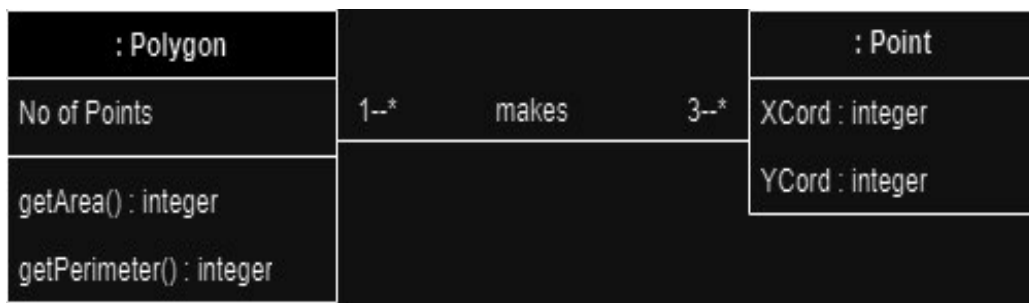 : Polygon
No of Points
getArea() : integer
getPerimeter() : integer
1--* makes 3--*
: Point
XCord : integer
YCord : integer